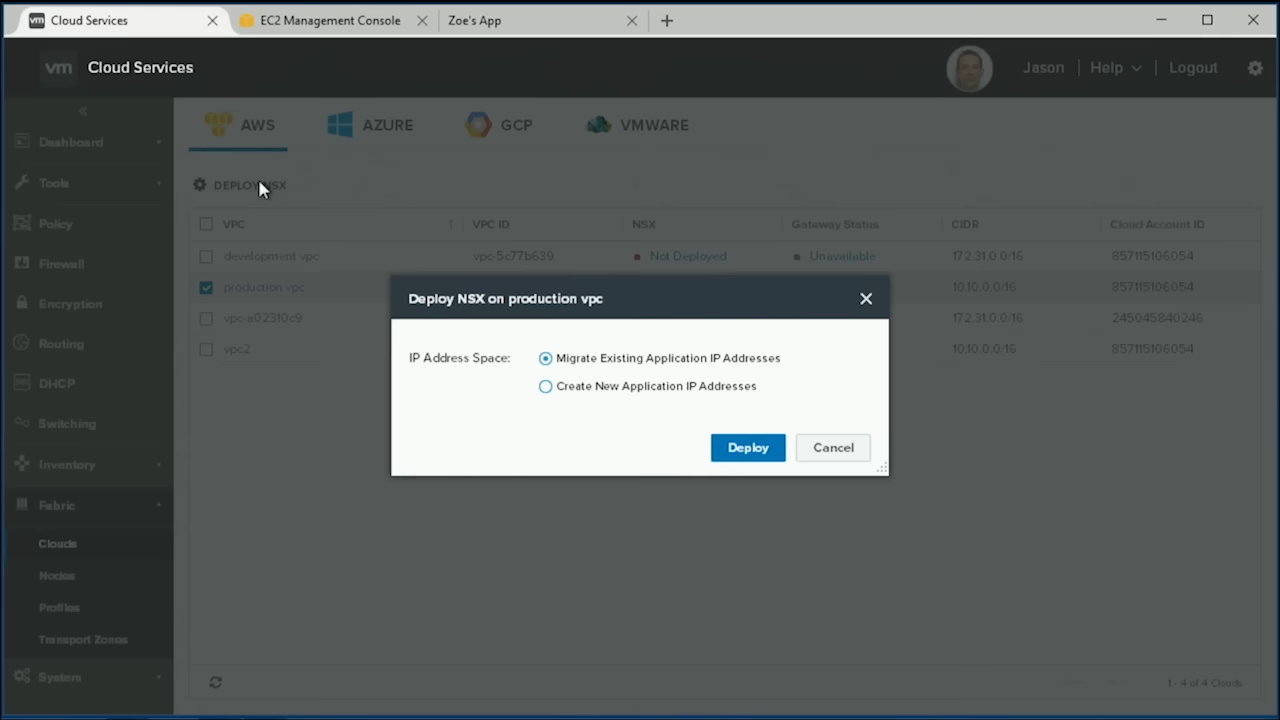 vm Cloud Services
EC2 Management Console
Zoe's App
vm Cloud Services
Jason | Help | Logout
AWS AZURE GCP VMWARE
DEPLOY NSX
Dashboard
Tools
Policy
Firewall
Encryption
Routing
DHCP
Switching
Inventory
Fabric
Clouds
Nodes
Profiles
Transport Zones
System
VPC VPC ID NSX Gateway Status CIDR Cloud Account ID
development vpc vpc-5c77b639 Not Deployed Unavailable 172.31.0.0/16 857115106054
production vpc 10.10.0.0/16 857115106054
vpc-a02310c9 172.31.0.0/16 245045840246
vpc2 10.10.0.0/16 857115106054
Deploy NSX on production vpc
IP Address Space: Migrate Existing Application IP Addresses
Create New Application IP Addresses
Deploy Cancel
1 - 4 of 4 Clouds